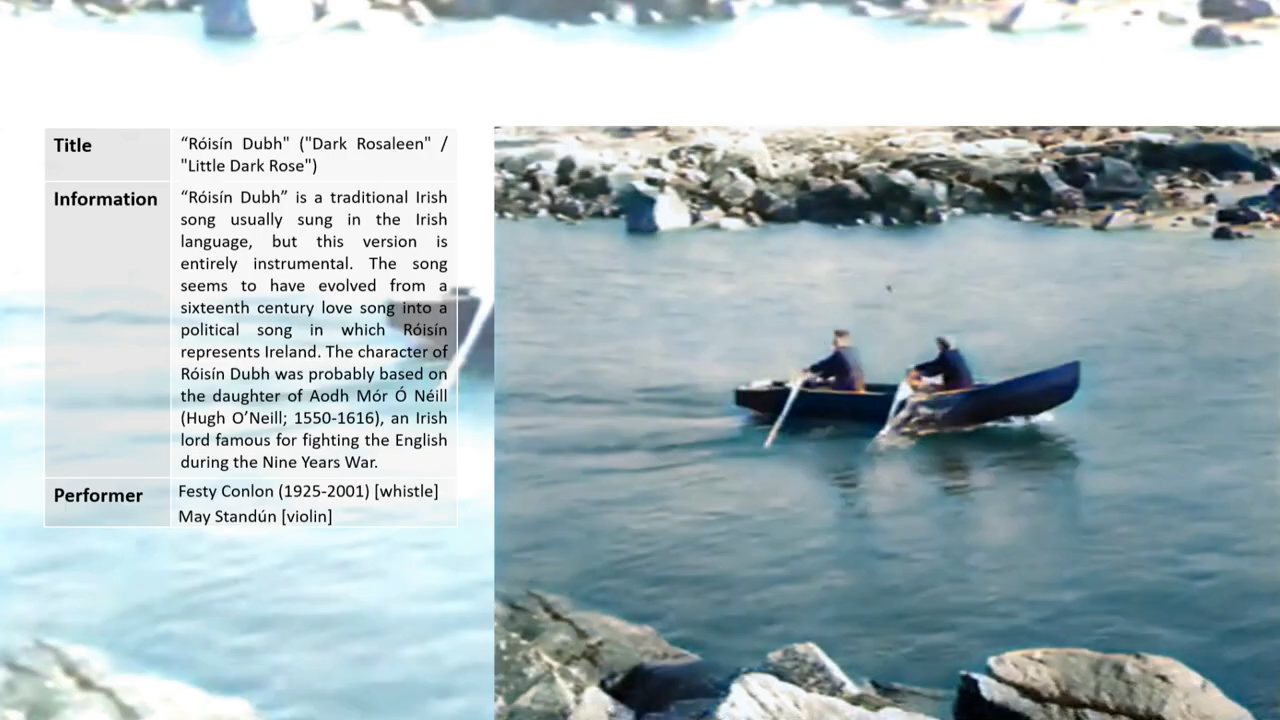 Title
“Róisín Dubh" ("Dark Rosaleen" /
"Little Dark Rose")
Information
“Róisín Dubh” is a traditional Irish
song usually sung in the Irish
language, but this version is
entirely instrumental. The song
seems to have evolved from a
sixteenth century love song into a
political song in which Róisín
represents Ireland. The character of
Róisín Dubh was probably based on
the daughter of Aodh Mór Ó Néill
(Hugh O’Neill; 1550-1616), an Irish
lord famous for fighting the English
during the Nine Years War.
Performer
Festy Conlon (1925-2001) [whistle]
May Standún [violin]